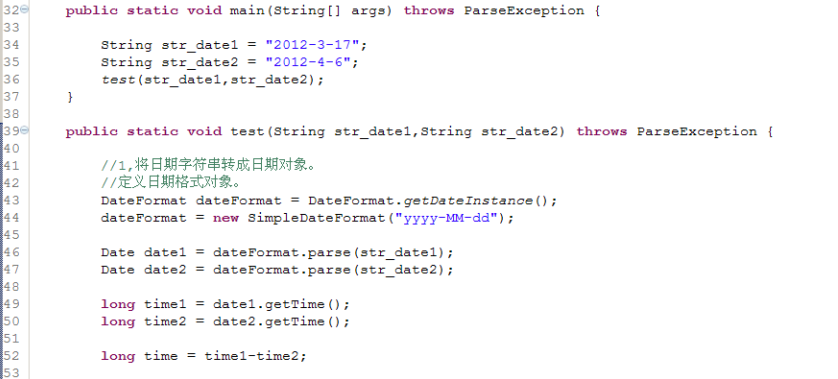 32 public static void main(String[] args) throws ParseException {
33
34 String str_date1 = "2012-3-17";
35 String str_date2 = "2012-4-6";
36 test(str_date1,str_date2);
37 }
38
39 public static void test(String str_date1,String str_date2) throws ParseException {
40
41 //1,将日期字符串转成日期对象。
42 //定义日期格式对象。
43 DateFormat dateFormat = DateFormat.getDateInstance();
44 dateFormat = new SimpleDateFormat("yyyy-MM-dd");
45
46 Date date1 = dateFormat.parse(str_date1);
47 Date date2 = dateFormat.parse(str_date2);
48
49 long time1 = date1.getTime();
50 long time2 = date2.getTime();
51
52 long time = time1-time2;
53